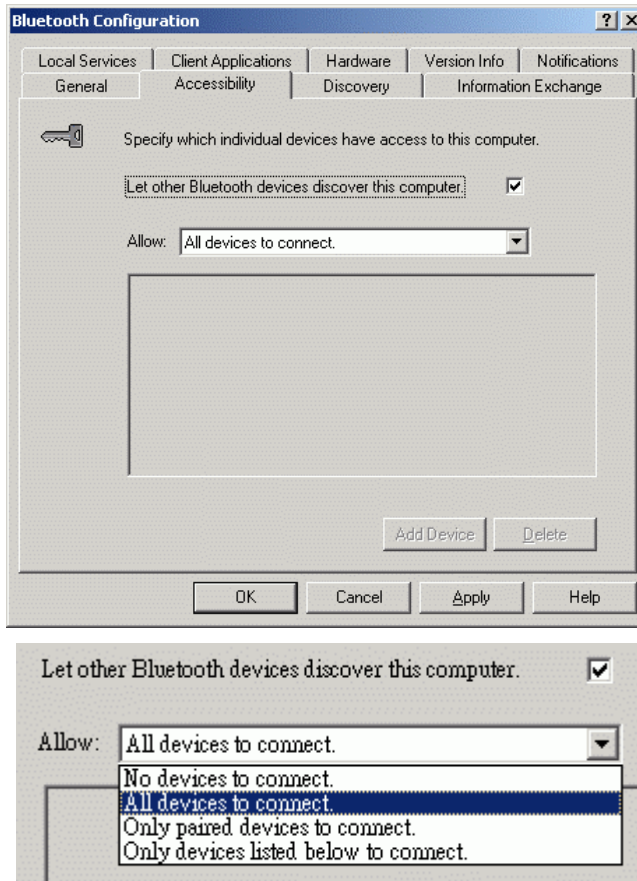 Bluetooth Configuration
Local Services Client Applications Hardware Version Info Notifications
General Accessibility Discovery Information Exchange
Specify which individual devices have access to this computer.
Let other Bluetooth devices discover this computer.
Allow: All devices to connect.
Add Device Delete
OK Cancel Apply Help
Let other Bluetooth devices discover this computer.
Allow: All devices to connect.
No devices to connect.
All devices to connect.
Only paired devices to connect.
Only devices listed below to connect.